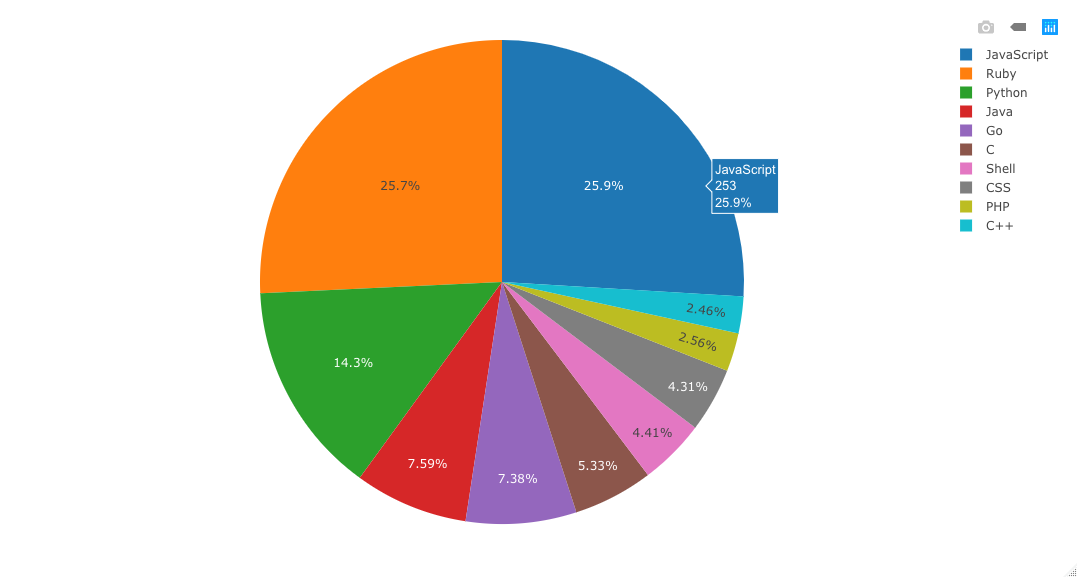 JavaScript
Ruby
Python
Java
Go
C
Shell
CSS
PHP
C++
25.7%
25.9%
JavaScript
253
25.9%
2.46%
2.56%
14.3%
4.31%
4.41%
7.59%
5.33%
7.38%